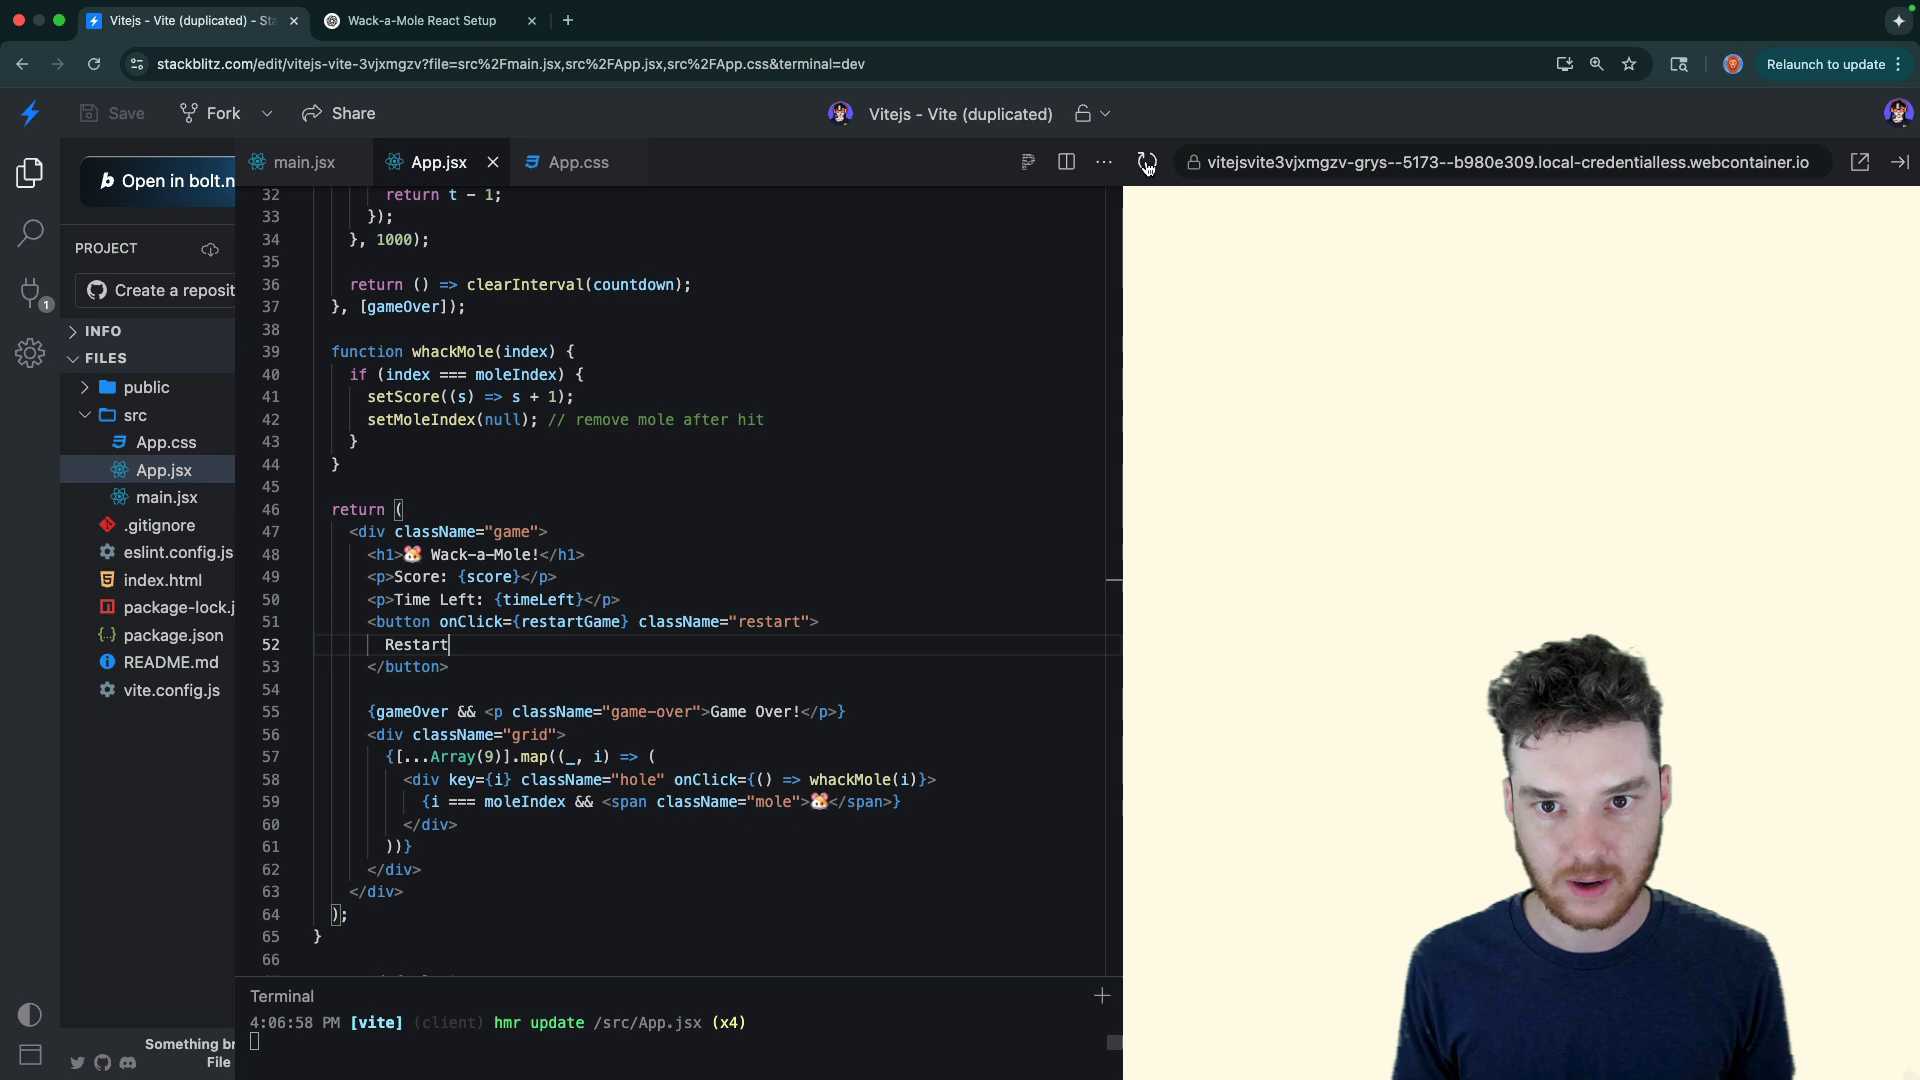 Vitejs - Vite (duplicated) - Sta
Wack-a-Mole React Setup
stackblitz.com/edit/vitejs-vite-3vjxmgzv?file=src%2Fmain.jsx,src%2FApp.jsx,src%2FApp.css&terminal=dev
Relaunch to update
Save
Fork
Share
Vitejs - Vite (duplicated)
Open in bolt.n
main.jsx
App.jsx
App.css
vitejsvite3vjxmgzv-grys--5173--b980e309.local-credentialless.webcontainer.io
PROJECT
Create a reposit
INFO
FILES
public
src
App.css
App.jsx
main.jsx
.gitignore
eslint.config.js
index.html
package-lock.j
package.json
README.md
vite.config.js
1
Something br
File
32 return t - 1;
33 });
34 }, 1000);
35
36 return () => clearInterval(countdown);
37 }, [gameOver]);
38
39 function whackMole(index) {
40 if (index === moleIndex) {
41 setScore((s) => s + 1);
42 setMoleIndex(null); // remove mole after hit
43 }
44 }
45
46 return (
47 <div className="game">
48 <h1>🐹 Wack-a-Mole!</h1>
49 <p>Score: {score}</p>
50 <p>Time Left: {timeLeft}</p>
51 <button onClick={restartGame} className="restart">
52 Restart
53 </button>
54
55 {gameOver && <p className="game-over">Game Over!</p>}
56 <div className="grid">
57 {[...Array(9)].map((_, i) => (
58 <div key={i} className="hole" onClick={() => whackMole(i)}>
59 {i === moleIndex && <span className="mole">🐹</span>}
60 </div>
61 ))}
62 </div>
63 </div>
64 );
65 }
66
Terminal
4:06:58 PM [vite] (client) hmr update /src/App.jsx (x4)